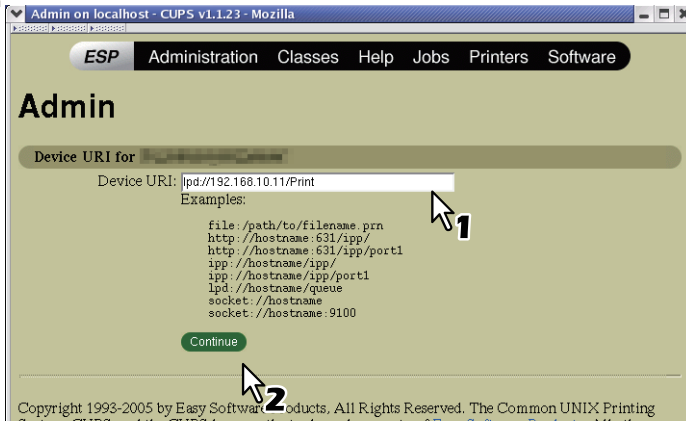 Admin on localhost - CUPS v1.1.23 - Mozilla
ESP Administration Classes Help Jobs Printers Software
Admin
Device URI for
Device URI: lpd://192.168.10.11/Print
1
Examples:
file:/path/to/filename.prn
http://hostname:631/ipp/
http://hostname:631/ipp/port1
ipp://hostname/ipp/
ipp://hostname/ipp/port1
lpd://hostname/queue
socket://hostname
socket://hostname:9100
Continue
2
Copyright 1993-2005 by Easy Software Products, All Rights Reserved. The Common UNIX Printing